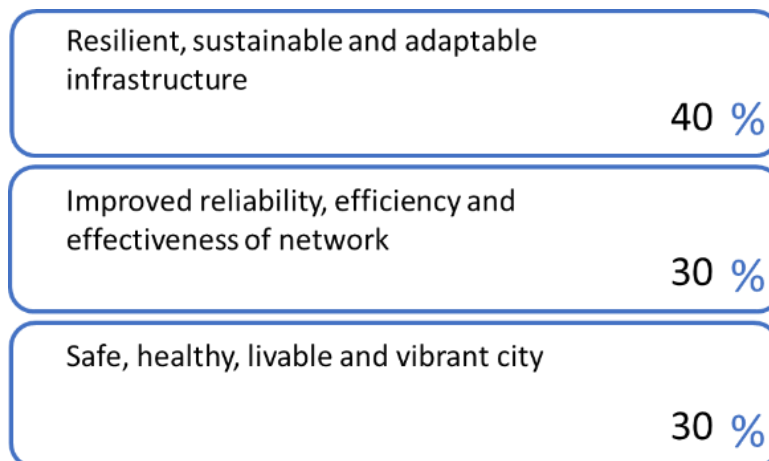 Resilient, sustainable and adaptable
infrastructure
40 %
Improved reliability, efficiency and
effectiveness of network
30 %
Safe, healthy, livable and vibrant city
30 %